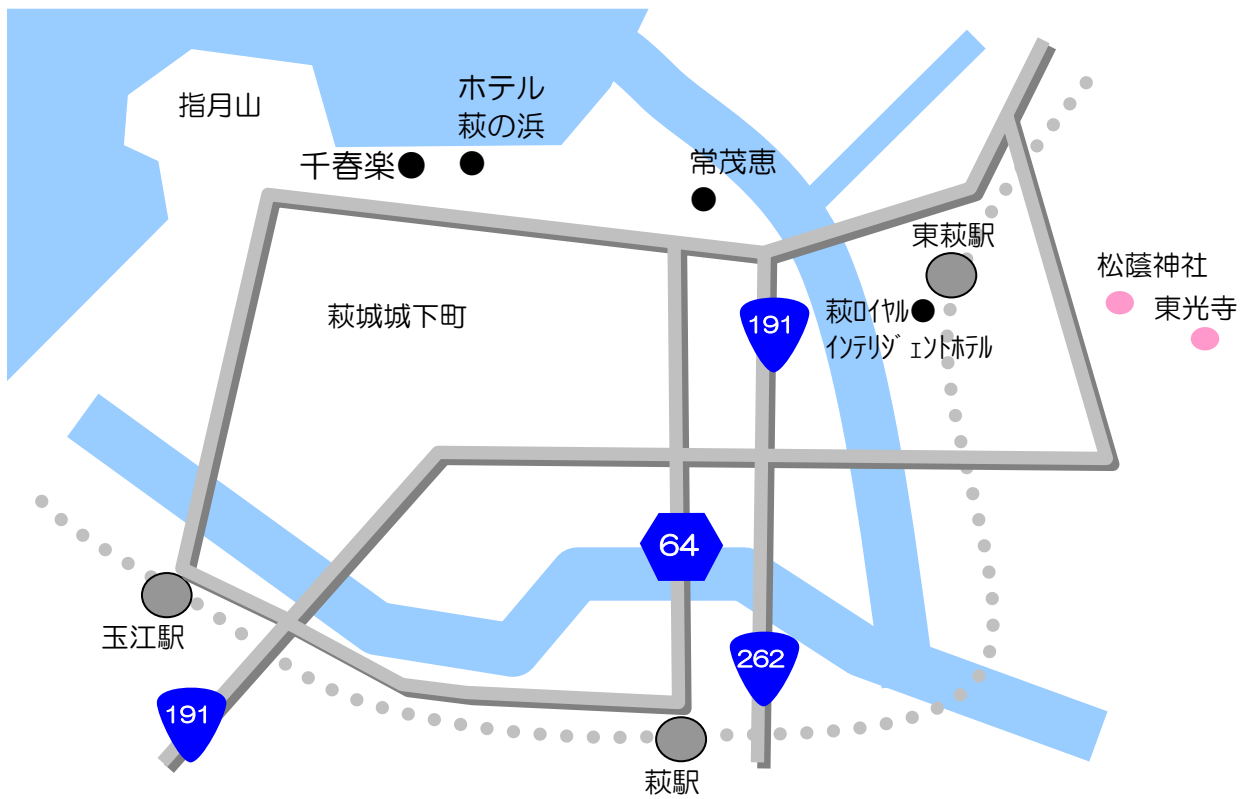 指月山
ホテル
萩の浜
千春楽
常茂恵
東萩駅
松蔭神社
東光寺
萩ロイヤル
インテリジェントホテル
萩城城下町
191
64
玉江駅
262
191
萩駅